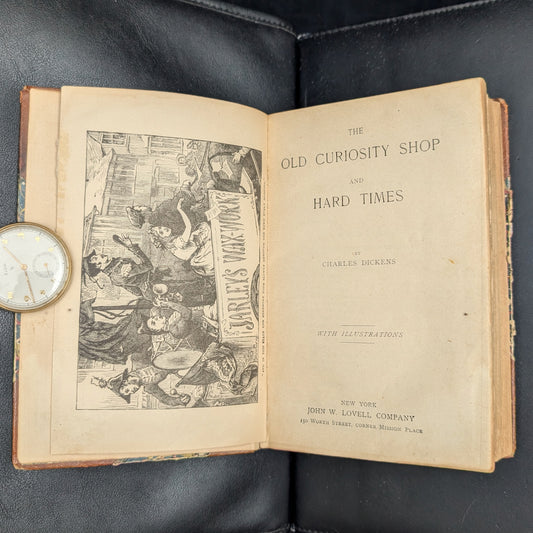 JARLEY'S WAX-WORK
THE
OLD CURIOSITY SHOP
AND
HARD TIMES
BY
CHARLES DICKENS
WITH ILLUSTRATIONS
NEW YORK
JOHN W. LOVELL COMPANY
150 WORTH STREET, CORNER MISSION PLACE